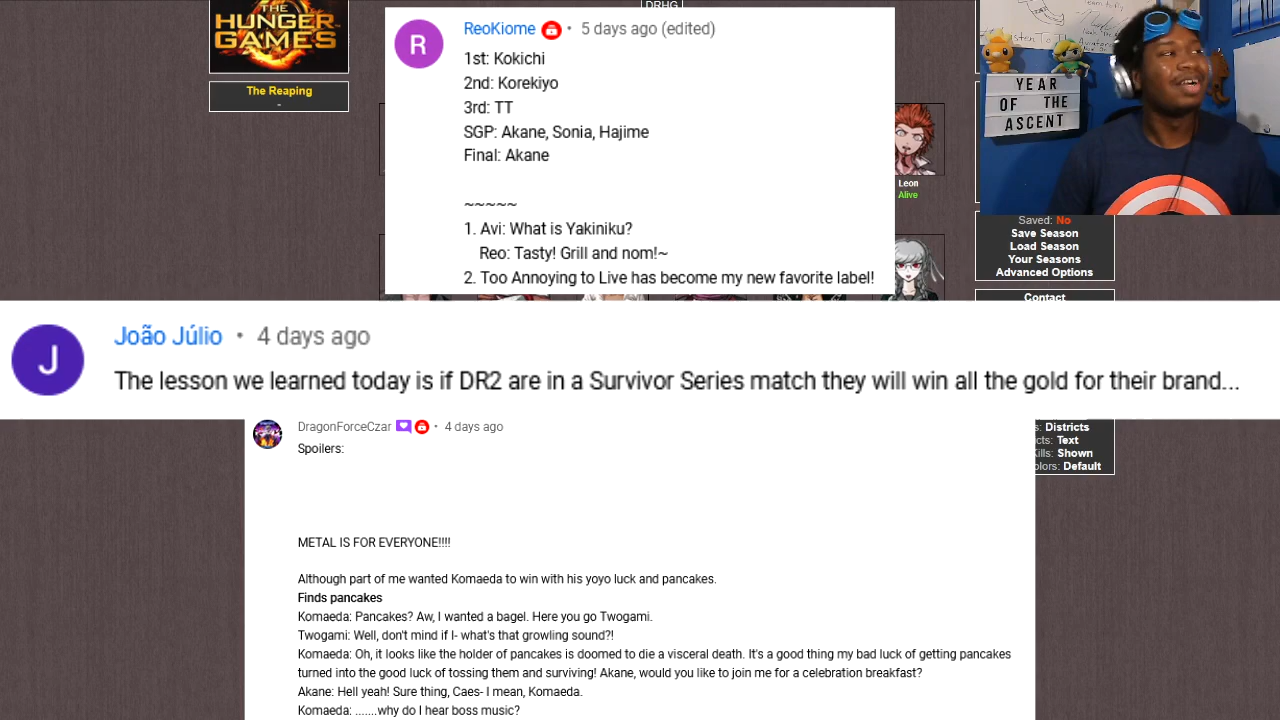 DRHG
THE
HUNGER
GAMES
The Reaping
-
R
ReoKiome • 5 days ago (edited)
1st: Kokichi
2nd: Korekiyo
3rd: TT
SGP: Akane, Sonia, Hajime
Final: Akane
~~~~~
1. Avi: What is Yakiniku?
Reo: Tasty! Grill and nom!~
2. Too Annoying to Live has become my new favorite label!
Leon
Alive
YEAR
OF THE
ASCENT
Saved: No
Save Season
Load Season
Your Seasons
Advanced Options
Contact
J
João Júlio • 4 days ago
The lesson we learned today is if DR2 are in a Survivor Series match they will win all the gold for their brand...
s: Districts
cts: Text
Kills: Shown
olors: Default
DragonForceCzar • 4 days ago
Spoilers:
METAL IS FOR EVERYONE!!!!
Although part of me wanted Komaeda to win with his yoyo luck and pancakes.
Finds pancakes
Komaeda: Pancakes? Aw, I wanted a bagel. Here you go Twogami.
Twogami: Well, don't mind if I- what's that growling sound?!
Komaeda: Oh, it looks like the holder of pancakes is doomed to die a visceral death. It's a good thing my bad luck of getting pancakes
turned into the good luck of tossing them and surviving! Akane, would you like to join me for a celebration breakfast?
Akane: Hell yeah! Sure thing, Caes- I mean, Komaeda.
Komaeda: .......why do I hear boss music?